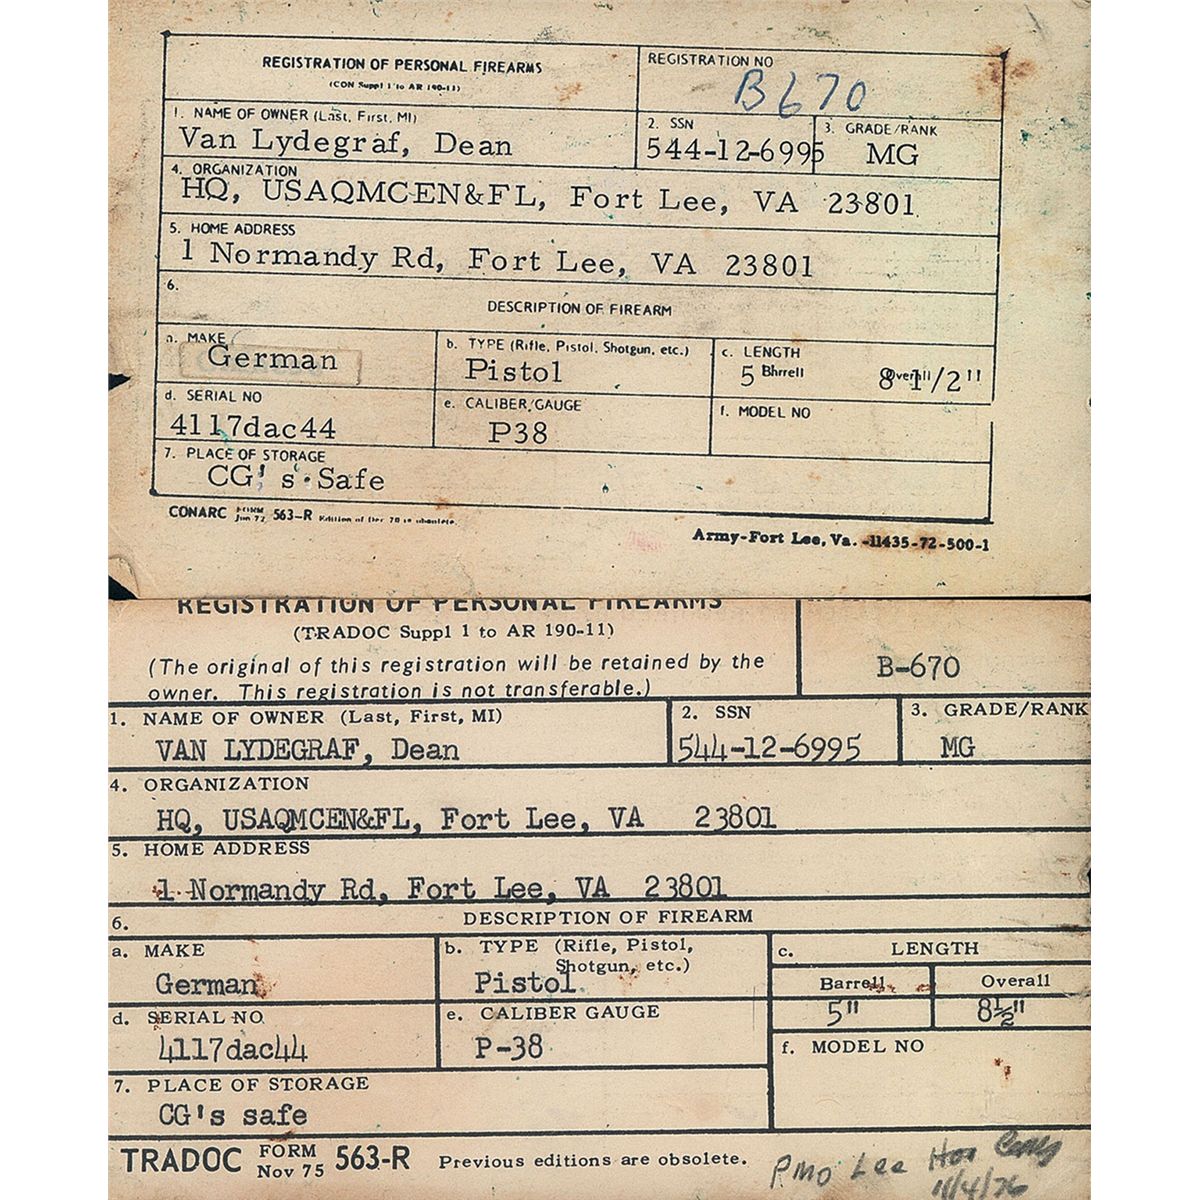 REGISTRATION OF PERSONAL FIREARMS
(CON Suppl 1 to AR 190-11)
REGISTRATION NO
B670
1. NAME OF OWNER (Last, First, MI)
Van Lydegraf, Dean
2. SSN
544-12-6995
3. GRADE/RANK
MG
4. ORGANIZATION
HQ, USAQMCEN&FL, Fort Lee, VA 23801
5. HOME ADDRESS
1 Normandy Rd, Fort Lee, VA 23801
6.
DESCRIPTION OF FIREARM
a. MAKE
German
b. TYPE (Rifle, Pistol, Shotgun, etc.)
Pistol
c. LENGTH
5 Bhrrell Overall 8 1/2"
d. SERIAL NO
4117dac44
e. CALIBER/GAUGE
P38
f. MODEL NO
7. PLACE OF STORAGE
CG's Safe
CONARC FORM Jun 72 563-R Edition of Dec 70 is obsolete.
Army-Fort Lee, Va. -11435-72-500-1
REGISTRATION OF PERSONAL FIREARMS
(TRADOC Suppl 1 to AR 190-11)
(The original of this registration will be retained by the
owner. This registration is not transferable.)
B-670
1. NAME OF OWNER (Last, First, MI)
VAN LYDEGRAF, Dean
2. SSN
544-12-6995
3. GRADE/RANK
MG
4. ORGANIZATION
HQ, USAQMCEN&FL, Fort Lee, VA 23801
5. HOME ADDRESS
1 Normandy Rd, Fort Lee, VA 23801
6. DESCRIPTION OF FIREARM
a. MAKE
German
b. TYPE (Rifle, Pistol,
Shotgun, etc.)
Pistol
c. LENGTH
Barrell
5"
Overall
8½"
d. SERIAL NO
4117dac44
e. CALIBER GAUGE
P-38
f. MODEL NO
7. PLACE OF STORAGE
CG's safe
TRADOC FORM Nov 75 563-R Previous editions are obsolete.
PMO Lee
11/4/76